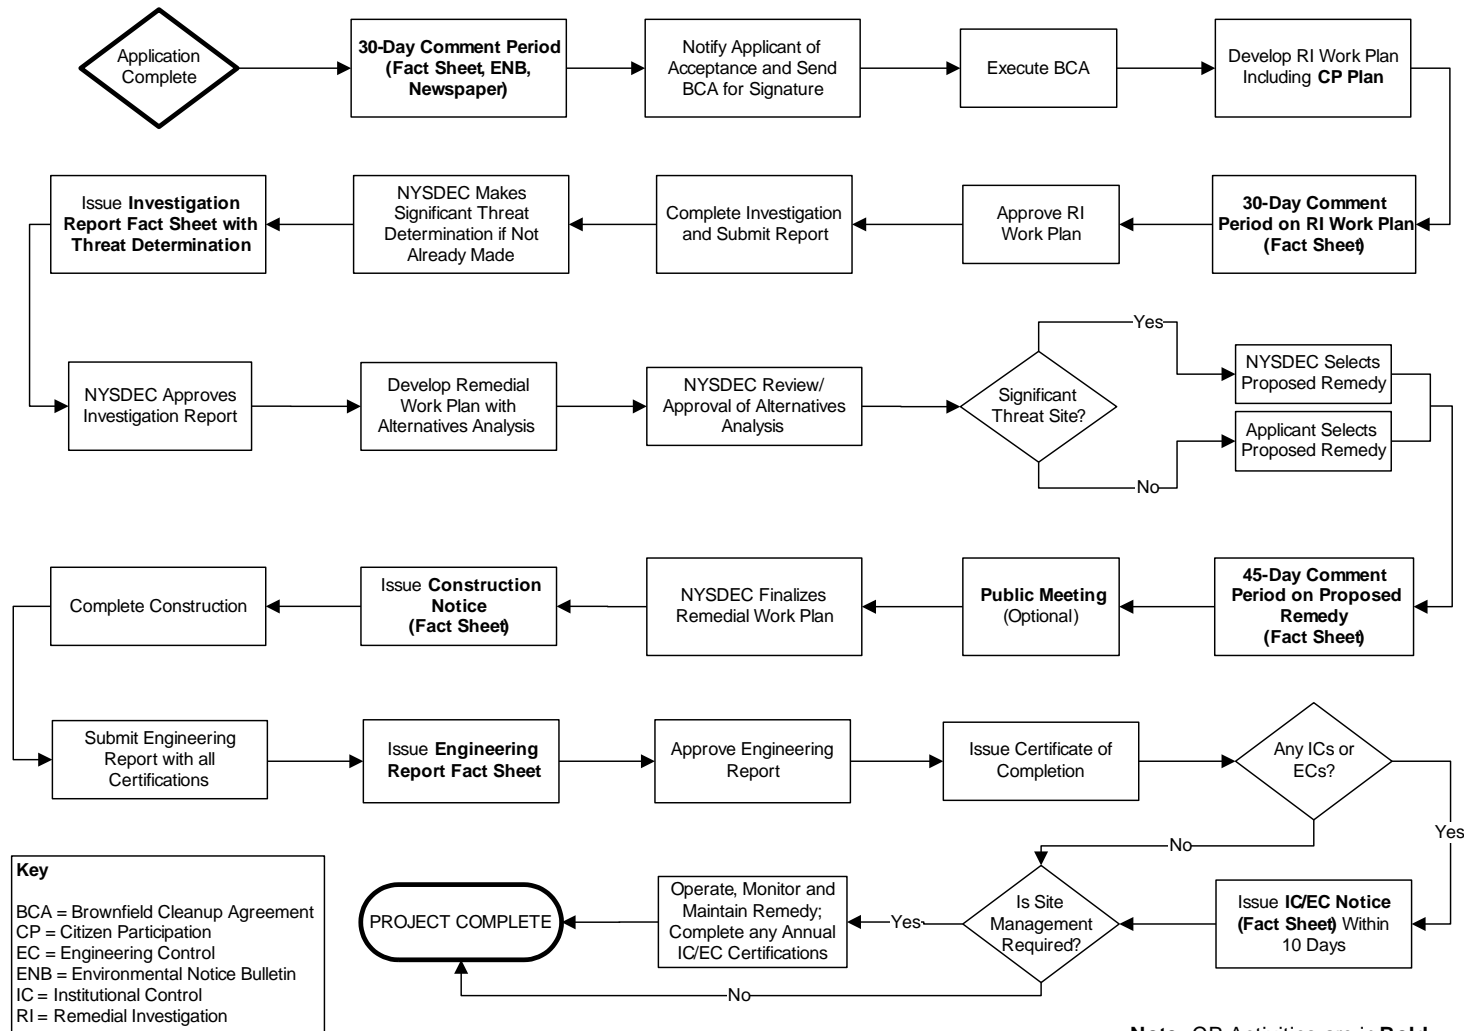 Application
Complete
30-Day Comment Period
(Fact Sheet, ENB,
Newspaper)
Notify Applicant of
Acceptance and Send
BCA for Signature
Execute BCA
Develop RI Work Plan
Including CP Plan
Issue Investigation
Report Fact Sheet with
Threat Determination
NYSDEC Makes
Significant Threat
Determination if Not
Already Made
Complete Investigation
and Submit Report
Approve RI
Work Plan
30-Day Comment
Period on RI Work Plan
(Fact Sheet)
NYSDEC Approves
Investigation Report
Develop Remedial
Work Plan with
Alternatives Analysis
NYSDEC Review/
Approval of Alternatives
Analysis
Significant
Threat Site?
Yes
No
NYSDEC Selects
Proposed Remedy
Applicant Selects
Proposed Remedy
Complete Construction
Issue Construction
Notice
(Fact Sheet)
NYSDEC Finalizes
Remedial Work Plan
Public Meeting
(Optional)
45-Day Comment
Period on Proposed
Remedy
(Fact Sheet)
Submit Engineering
Report with all
Certifications
Issue Engineering
Report Fact Sheet
Approve Engineering
Report
Issue Certificate of
Completion
Any ICs or
ECs?
Yes
No
Key
BCA = Brownfield Cleanup Agreement
CP = Citizen Participation
EC = Engineering Control
ENB = Environmental Notice Bulletin
IC = Institutional Control
RI = Remedial Investigation
PROJECT COMPLETE
Operate, Monitor and
Maintain Remedy;
Complete any Annual
IC/EC Certifications
Yes
Is Site
Management
Required?
Issue IC/EC Notice
(Fact Sheet) Within
10 Days
No